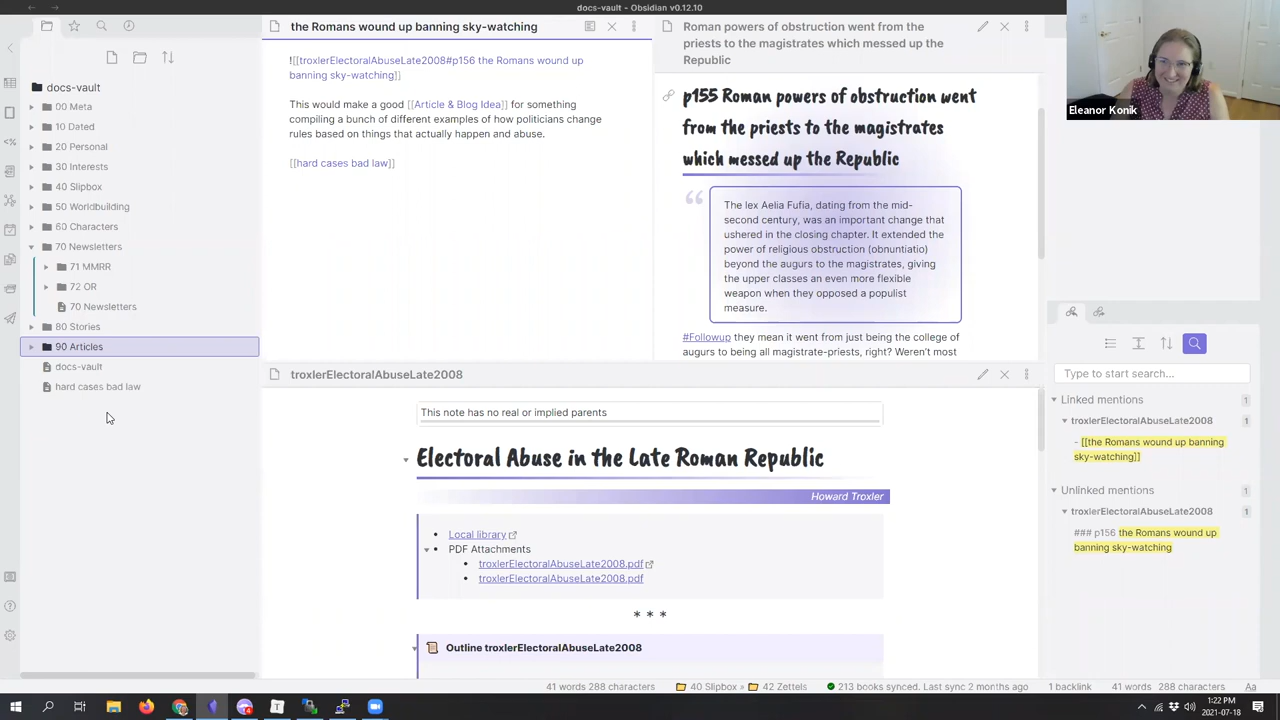 docs-vault - Obsidian v0.12.10
docs-vault
00 Meta
10 Dated
20 Personal
30 Interests
40 Slipbox
50 Worldbuilding
60 Characters
70 Newsletters
71 MMRR
72 OR
70 Newsletters
80 Stories
90 Articles
docs-vault
hard cases bad law
the Romans wound up banning sky-watching
![[troxlerElectoralAbuseLate2008#p156 the Romans wound up
banning sky-watching]]
This would make a good [[Article & Blog Idea]] for something
compiling a bunch of different examples of how politicians change
rules based on things that actually happen and abuse.
[[hard cases bad law]]
Roman powers of obstruction went from the
priests to the magistrates which messed up the
Republic
p155 Roman powers of obstruction went
from the priests to the magistrates
which messed up the Republic
The lex Aelia Fufia, dating from the mid-
second century, was an important change that
ushered in the closing chapter. It extended the
power of religious obstruction (obnuntiatio)
beyond the augurs to the magistrates, giving
the upper classes an even more flexible
weapon when they opposed a populist
measure.
#Followup they mean it went from just being the college of
augurs to being all magistrate-priests, right? Weren't most
troxlerElectoralAbuseLate2008
This note has no real or implied parents
Electoral Abuse in the Late Roman Republic
Howard Troxler
• Local library
• PDF Attachments
• troxlerElectoralAbuseLate2008.pdf
• troxlerElectoralAbuseLate2008.pdf
* * *
Outline troxlerElectoralAbuseLate2008
Eleanor Konik
Type to start search...
Linked mentions 1
troxlerElectoralAbuseLate2008 1
- [[the Romans wound up banning
sky-watching]]
Unlinked mentions 1
troxlerElectoralAbuseLate2008 1
### p156 the Romans wound up
banning sky-watching
41 words 288 characters
40 Slipbox » 42 Zettels
213 books synced. Last sync 2 months ago
1 backlink
41 words 288 characters
Aa
1:22 PM
2021-07-18